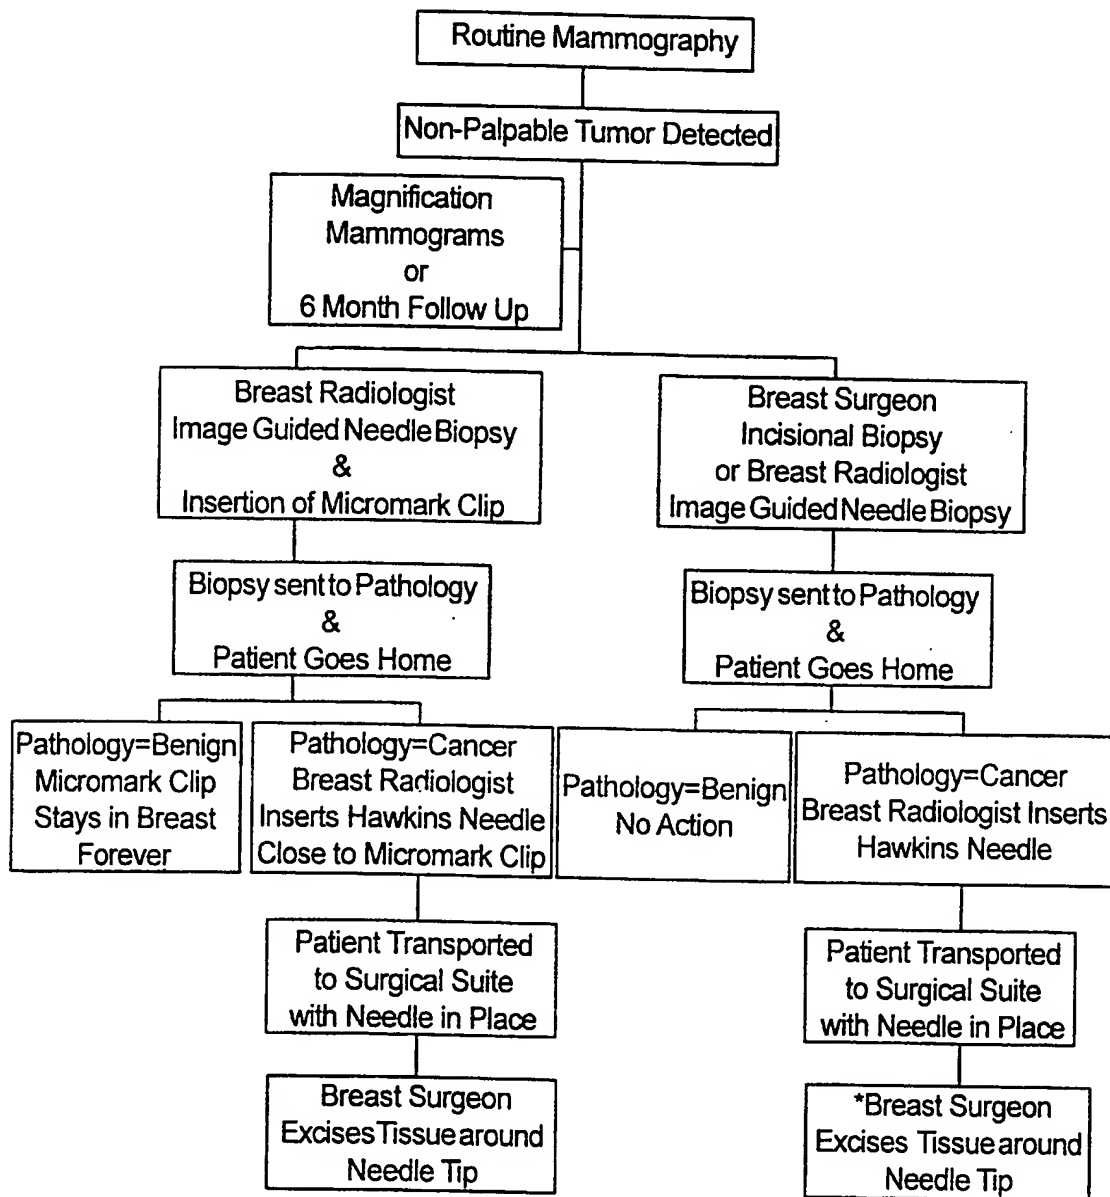 Routine Mammography
Non-Palpable Tumor Detected
Magnification
Mammograms
or
6 Month Follow Up
Breast Radiologist
Image Guided Needle Biopsy
&
Insertion of Micromark Clip
Breast Surgeon
Incisional Biopsy
or Breast Radiologist
Image Guided Needle Biopsy
Biopsy sent to Pathology
&
Patient Goes Home
Biopsy sent to Pathology
&
Patient Goes Home
Pathology=Benign
Micromark Clip
Stays in Breast
Forever
Pathology=Cancer
Breast Radiologist
Inserts Hawkins Needle
Close to Micromark Clip
Pathology=Benign
No Action
Pathology=Cancer
Breast Radiologist Inserts
Hawkins Needle
Patient Transported
to Surgical Suite
with Needle in Place
Patient Transported
to Surgical Suite
with Needle in Place
Breast Surgeon
Excises Tissue around
Needle Tip
*Breast Surgeon
Excises Tissue around
Needle Tip